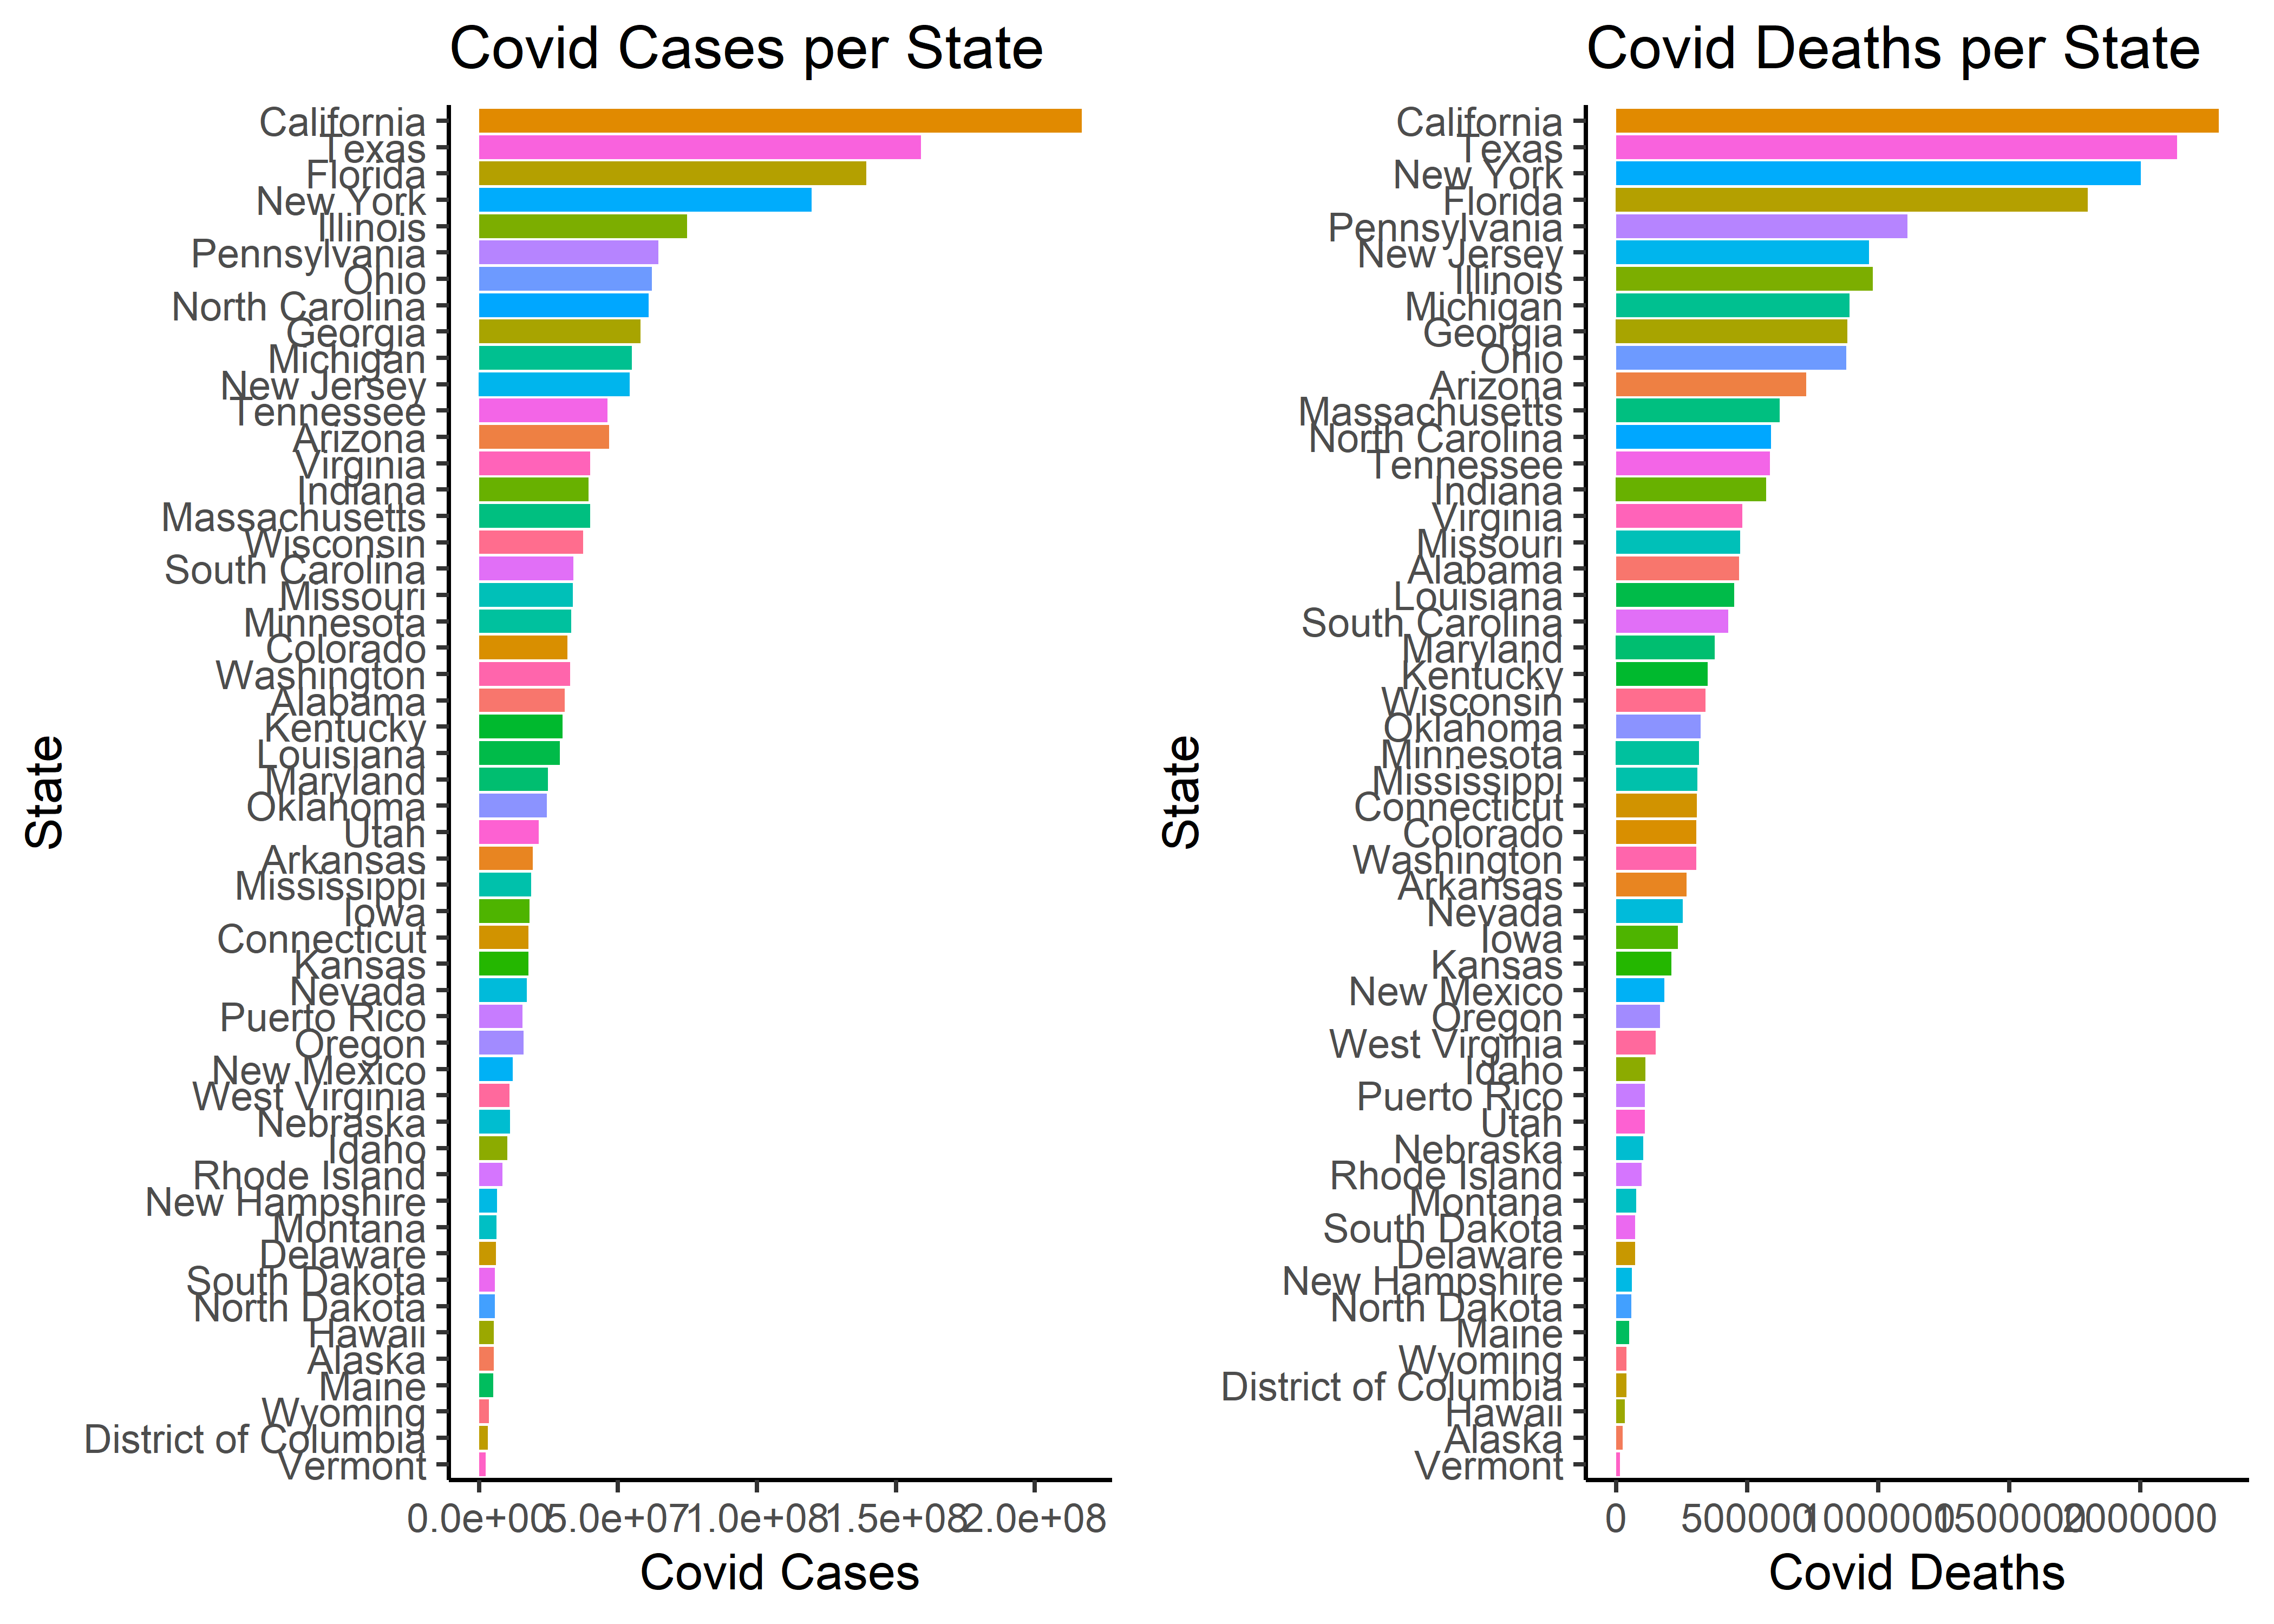 Covid Cases per State
California
Texas
Florida
New York
Illinois
Pennsylvania
Ohio
North Carolina
Georgia
Michigan
New Jersey
Tennessee
Arizona
Virginia
Indiana
Massachusetts
Wisconsin
South Carolina
Missouri
Minnesota
Colorado
Washington
Alabama
Kentucky
Louisiana
Maryland
Oklahoma
Utah
Arkansas
Mississippi
Iowa
Connecticut
Kansas
Nevada
Puerto Rico
Oregon
New Mexico
West Virginia
Nebraska
Idaho
Rhode Island
New Hampshire
Montana
Delaware
South Dakota
North Dakota
Hawaii
Alaska
Maine
Wyoming
District of Columbia
Vermont
State
0.0e+00 5.0e+07 1.0e+08 1.5e+08 2.0e+08
Covid Cases
Covid Deaths per State
California
Texas
New York
Florida
Pennsylvania
New Jersey
Illinois
Michigan
Georgia
Ohio
Arizona
Massachusetts
North Carolina
Tennessee
Indiana
Virginia
Missouri
Alabama
Louisiana
South Carolina
Maryland
Kentucky
Wisconsin
Oklahoma
Minnesota
Mississippi
Connecticut
Colorado
Washington
Arkansas
Nevada
Iowa
Kansas
New Mexico
Oregon
West Virginia
Idaho
Puerto Rico
Utah
Nebraska
Rhode Island
Montana
South Dakota
Delaware
New Hampshire
North Dakota
Maine
Wyoming
District of Columbia
Hawaii
Alaska
Vermont
State
0 500000 1000000 1500000 2000000
Covid Deaths